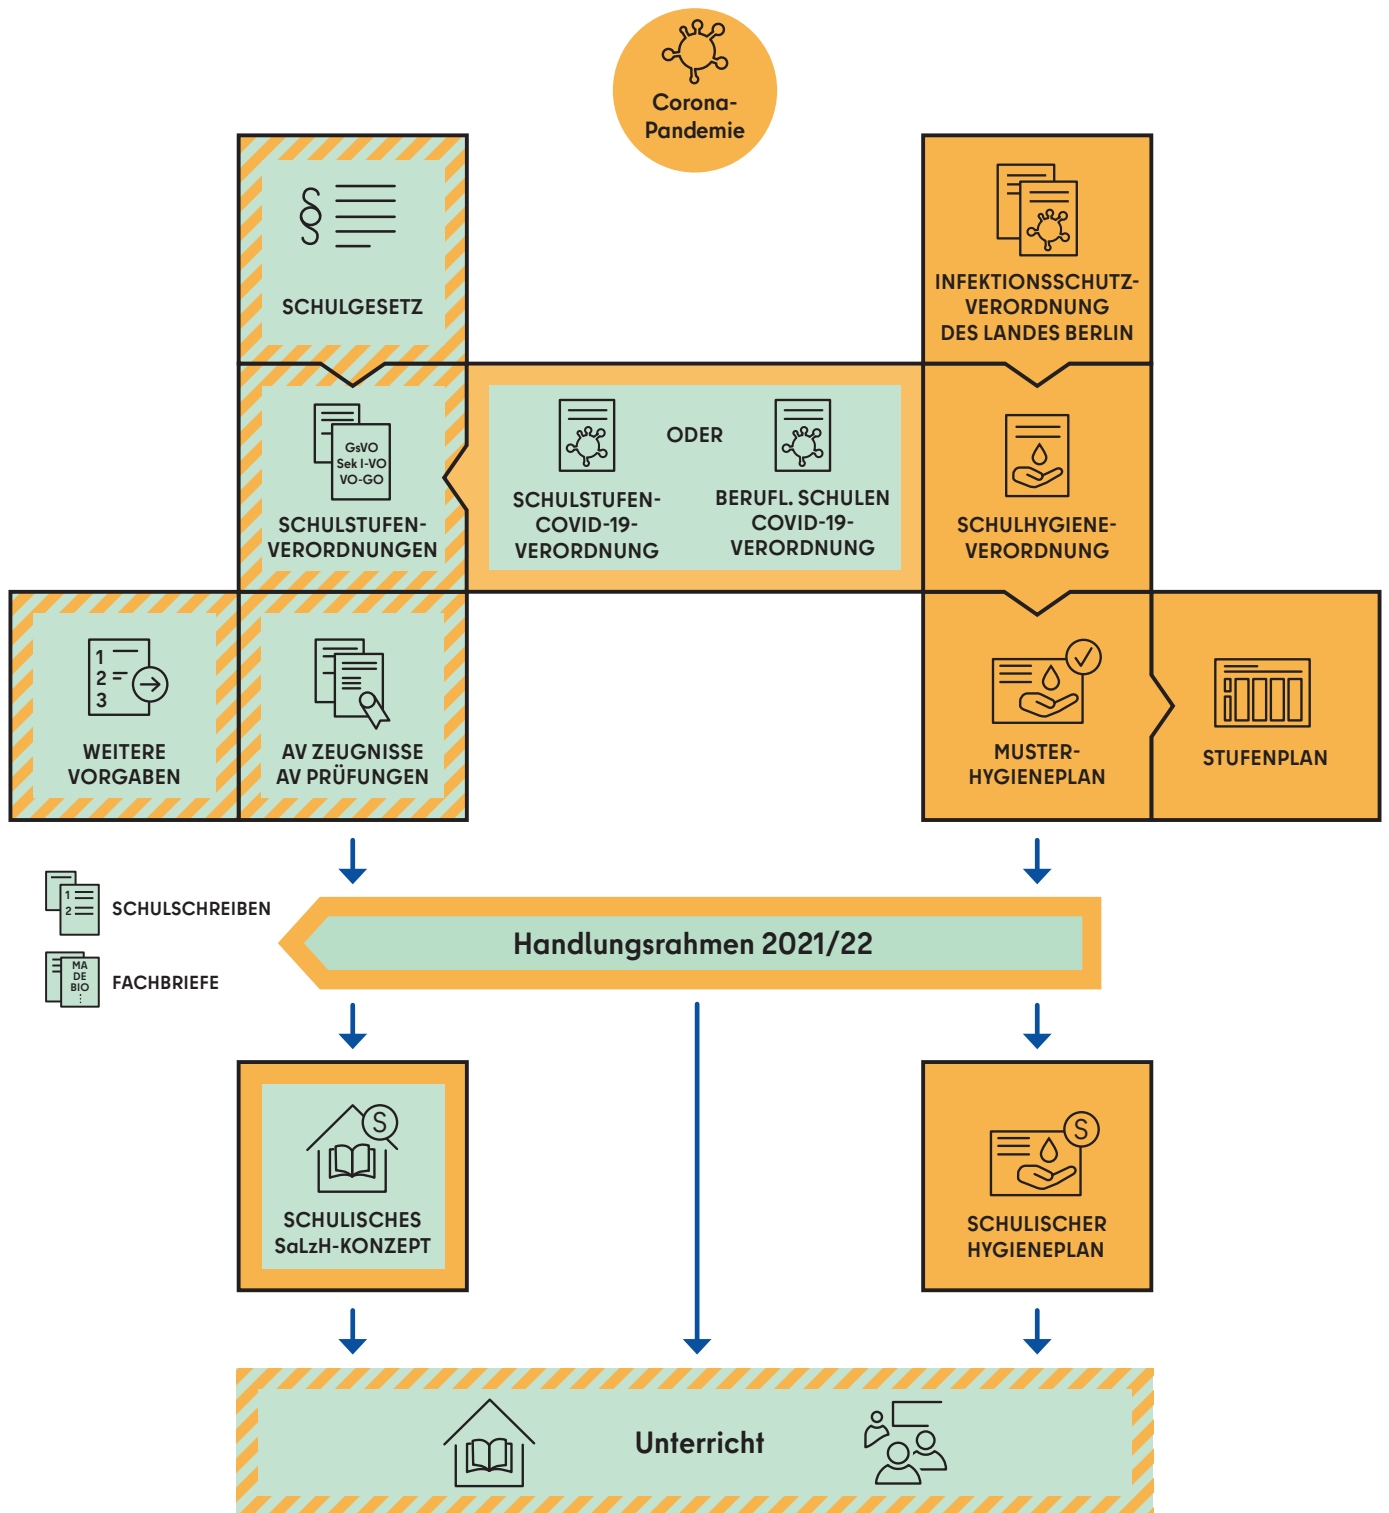 Corona-
Pandemie
§
SCHULGESETZ
INFEKTIONSSCHUTZ-
VERORDNUNG
DES LANDES BERLIN
GsVO
Sek I-VO
VO-GO
SCHULSTUFEN-
VERORDNUNGEN
ODER
SCHULSTUFEN-
COVID-19-
VERORDNUNG
BERUFL. SCHULEN
COVID-19-
VERORDNUNG
SCHULHYGIENE-
VERORDNUNG
1
2
3
WEITERE
VORGABEN
AV ZEUGNISSE
AV PRÜFUNGEN
MUSTER-
HYGIENEPLAN
STUFENPLAN
1
2
SCHULSCHREIBEN
Handlungsrahmen 2021/22
MA
DE
BIO
⋮
FACHBRIEFE
S
SCHULISCHES
SaLzH-KONZEPT
S
SCHULISCHER
HYGIENEPLAN
Unterricht